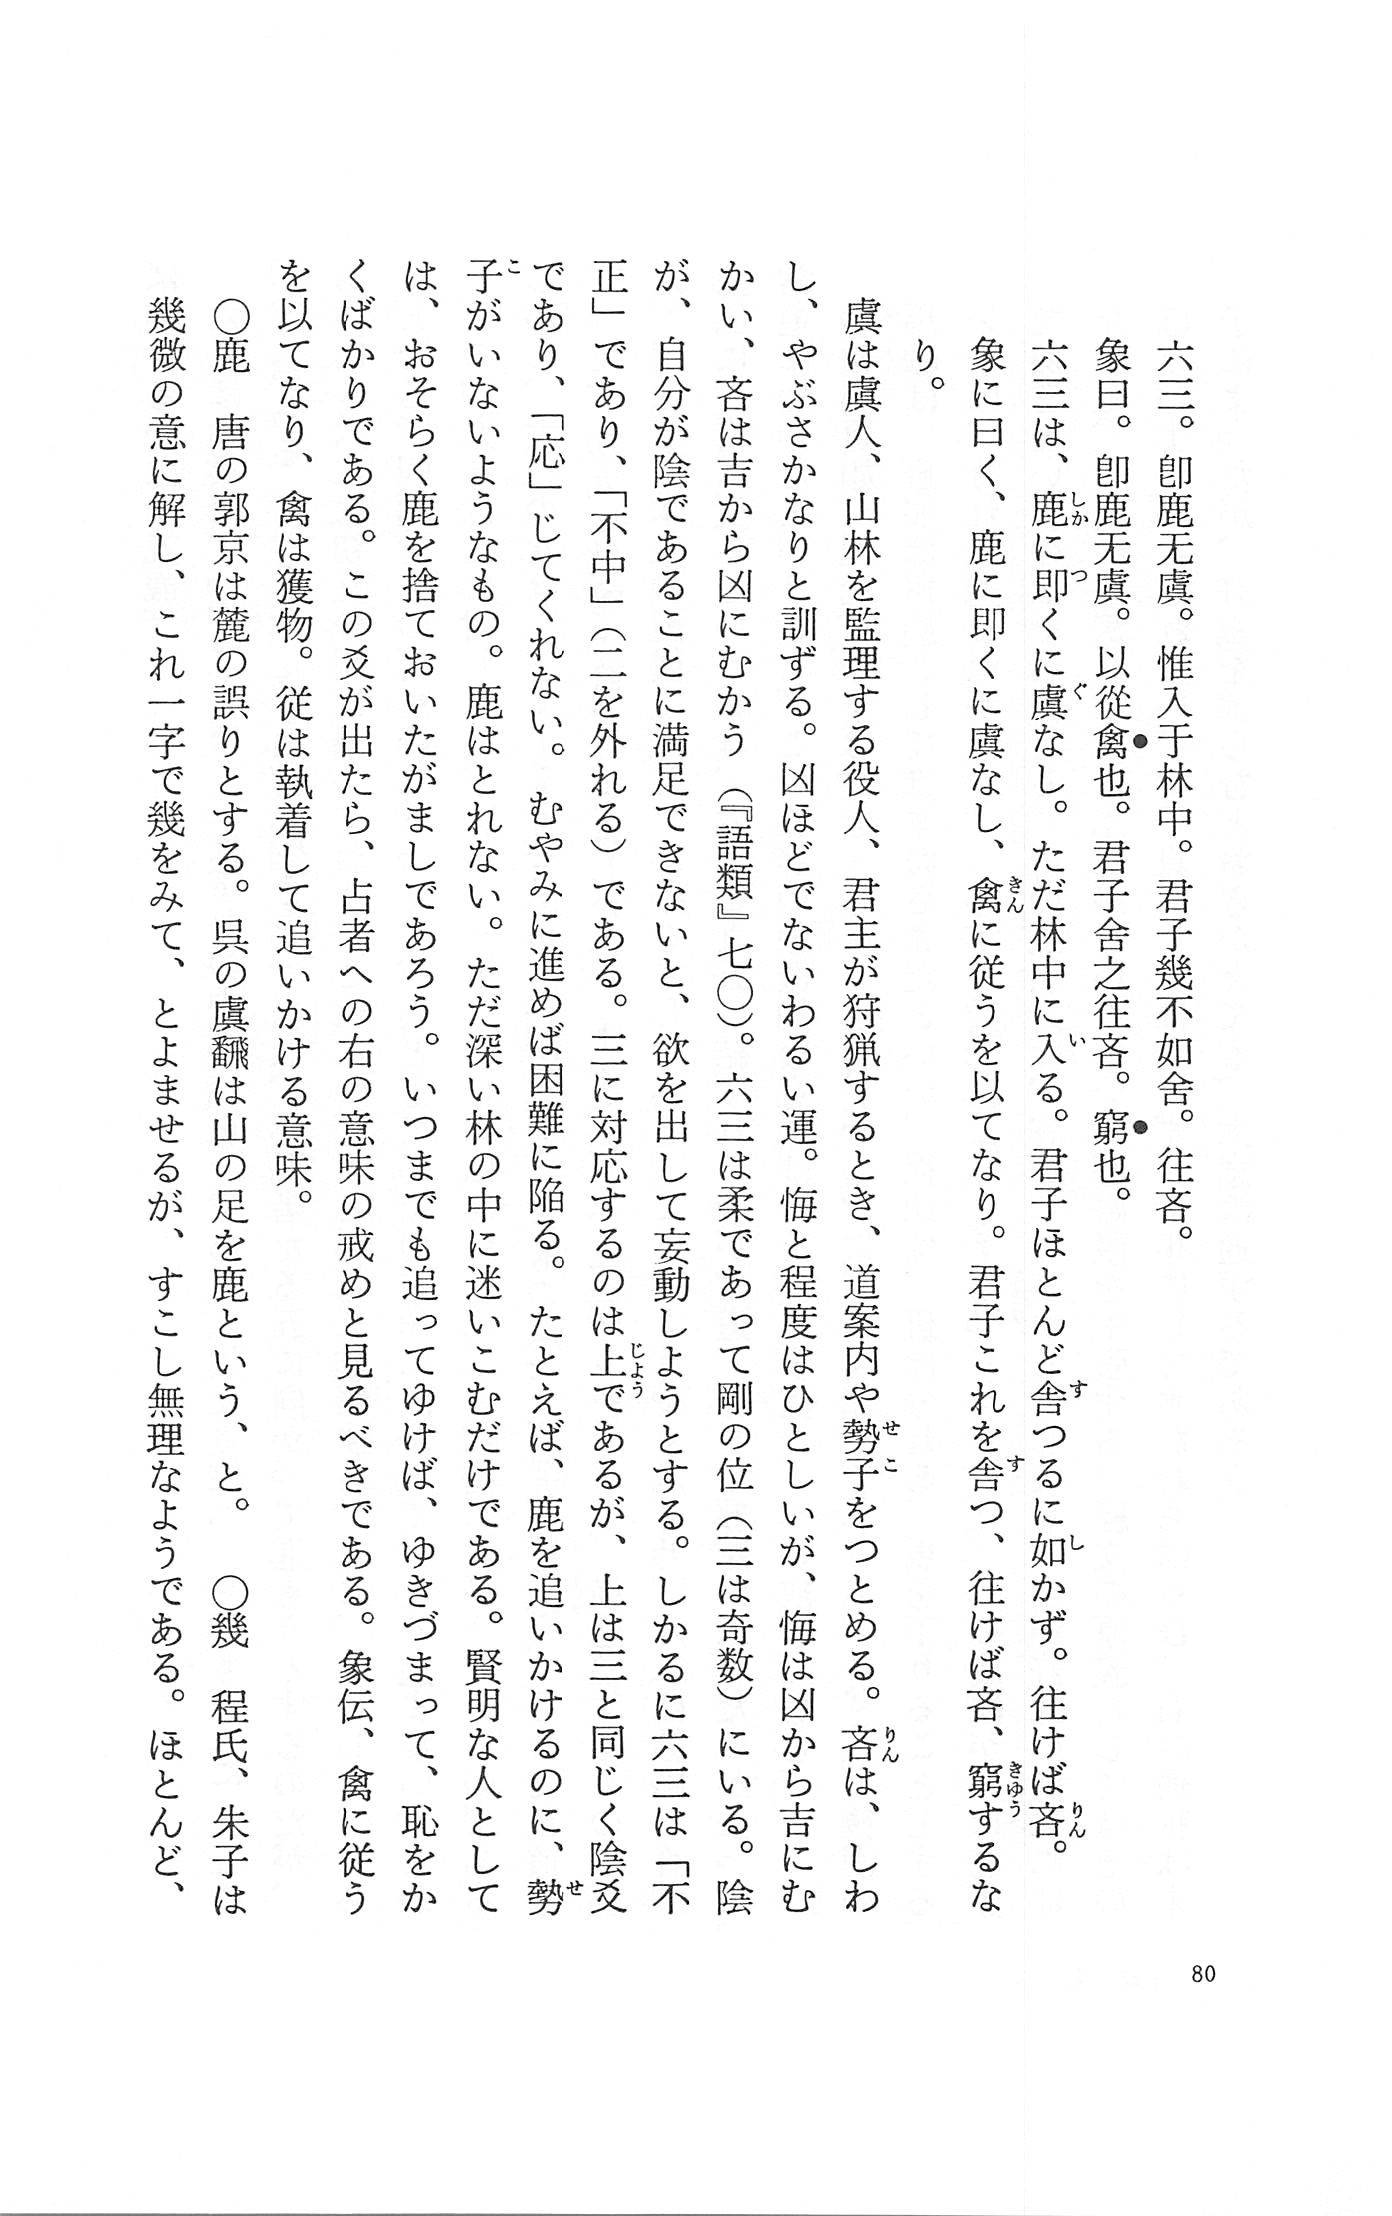 六三。卽鹿无虞。惟入于林中。君子幾不如舍。往吝。
象曰。卽鹿无虞。以從禽也。君子舍之往吝。窮也。
六三は、鹿に即くに虞なし。ただ林中に入る。君子ほとんど舎つるに如かず。往けば吝。
象に曰く、鹿に即くに虞なし、禽に従うを以てなり。君子これを舎つ、往けば吝、窮するな
り。
虞は虞人、山林を監理する役人、君主が狩猟するとき、道案内や勢子をつとめる。吝は、しわ
し、やぶさかなりと訓ずる。凶ほどでないわるい運。悔と程度はひとしいが、悔は凶から吉にむ
かい、吝は吉から凶にむかう（『語類』七〇）。六三は柔であって剛の位（三は奇数）にいる。陰
が、自分が陰であることに満足できないと、欲を出して妄動しようとする。しかるに六三は「不
正」であり、「不中」（二を外れる）である。三に対応するのは上であるが、上は三と同じく陰爻
であり、「応」じてくれない。むやみに進めば困難に陥る。たとえば、鹿を追いかけるのに、勢
子がいないようなもの。鹿はとれない。ただ深い林の中に迷いこむだけである。賢明な人として
は、おそらく鹿を捨ておいたがましであろう。いつまでも追ってゆけば、ゆきづまって、恥をか
くばかりである。この爻が出たら、占者への右の意味の戒めと見るべきである。象伝、禽に従う
を以てなり、禽は獲物。従は執着して追いかける意味。
〇鹿　唐の郭京は麓の誤りとする。呉の虞飜は山の足を鹿という、と。　〇幾　程氏、朱子は
幾微の意に解し、これ一字で幾をみて、とよませるが、すこし無理なようである。ほとんど、
80